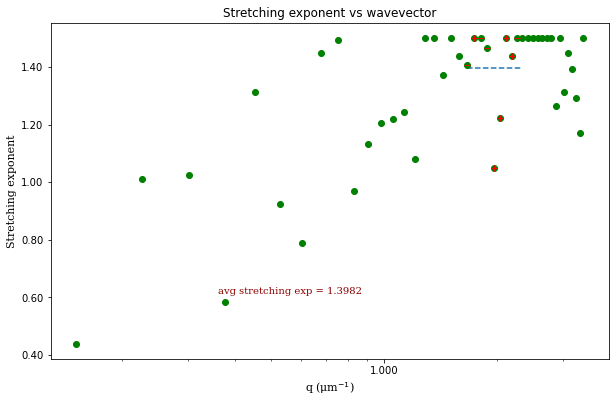 Stretching exponent vs wavevector
Stretching exponent
1.40
1.20
1.00
0.80
0.60
0.40
avg stretching exp = 1.3982
1.000
q (μm⁻¹)